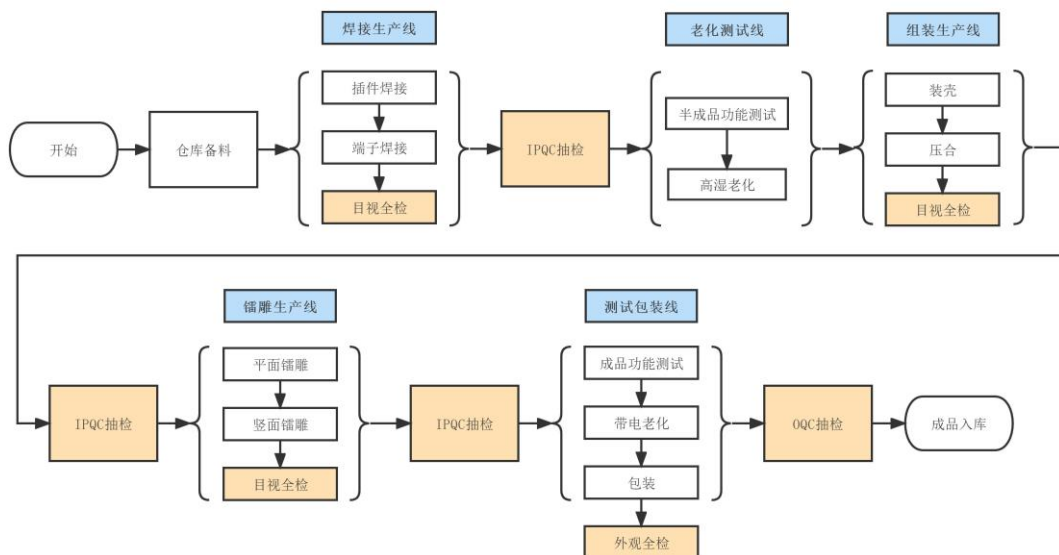 焊接生产线
老化测试线
组装生产线
开始
仓库备料
插件焊接
端子焊接
目视全检
IPQC抽检
半成品功能测试
高湿老化
装壳
压合
目视全检
镭雕生产线
测试包装线
IPQC抽检
平面镭雕
竖面镭雕
目视全检
IPQC抽检
成品功能测试
带电老化
包装
外观全检
OQC抽检
成品入库